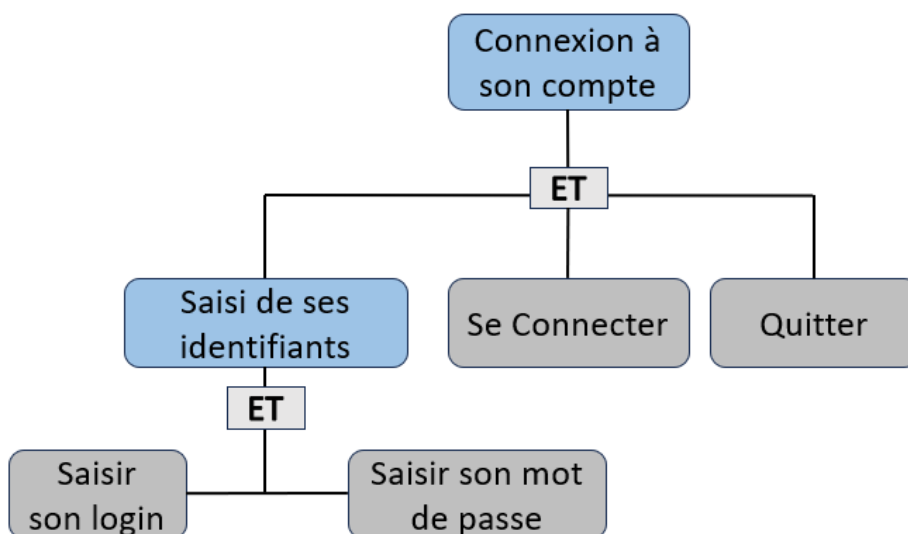 Connexion à
son compte
ET
Saisi de ses
identifiants
Se Connecter
Quitter
ET
Saisir
son login
Saisir son mot
de passe